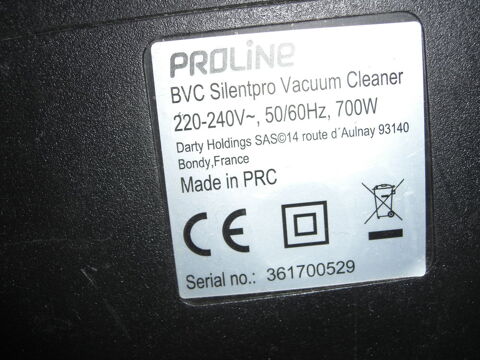 PROLiNE
BVC Silentpro Vacuum Cleaner
220-240V~, 50/60Hz, 700W
Darty Holdings SAS©14 route d´Aulnay 93140
Bondy,France
Made in PRC
CE
Serial no.: 361700529